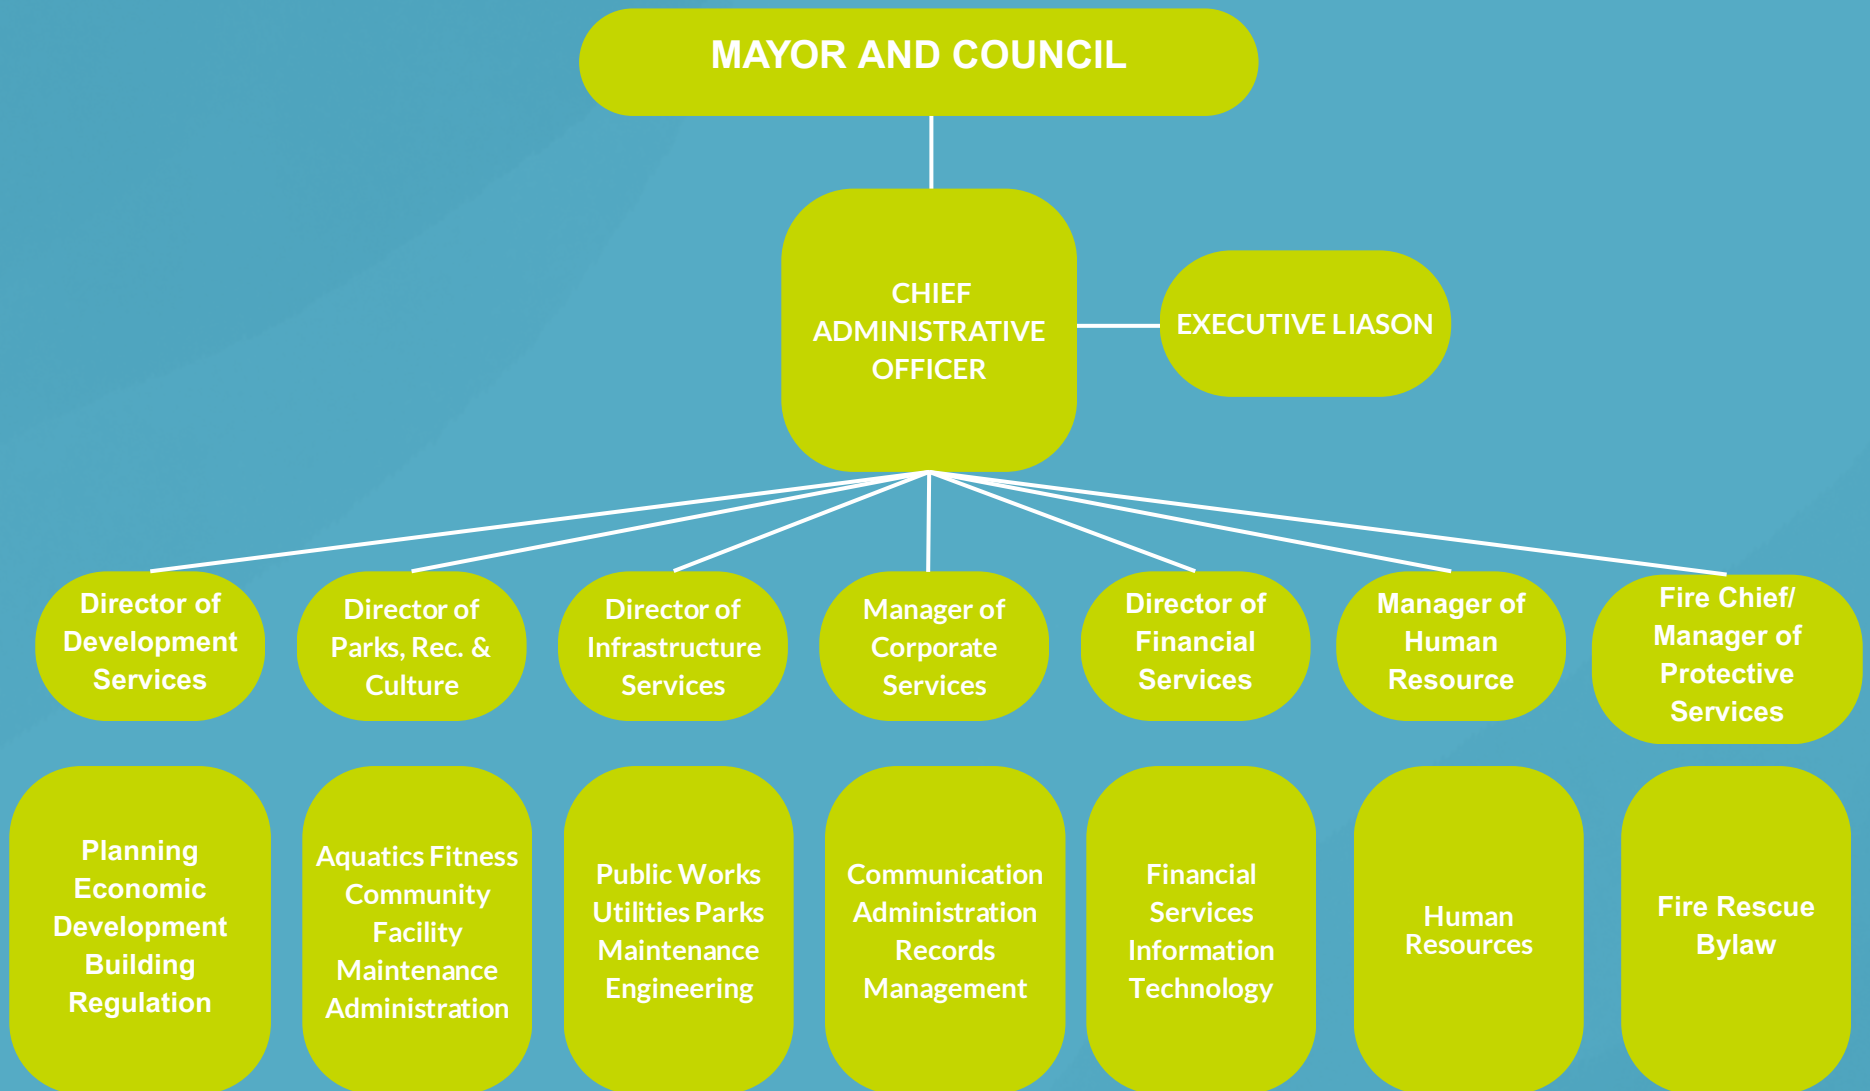 MAYOR AND COUNCIL
CHIEF
ADMINISTRATIVE
OFFICER
EXECUTIVE LIASON
Director of
Development
Services
Director of
Parks, Rec. &
Culture
Director of
Infrastructure
Services
Manager of
Corporate
Services
Director of
Financial
Services
Manager of
Human
Resource
Fire Chief/
Manager of
Protective
Services
Planning
Economic
Development
Building
Regulation
Aquatics Fitness
Community
Facility
Maintenance
Administration
Public Works
Utilities Parks
Maintenance
Engineering
Communication
Administration
Records
Management
Financial
Services
Information
Technology
Human
Resources
Fire Rescue
Bylaw